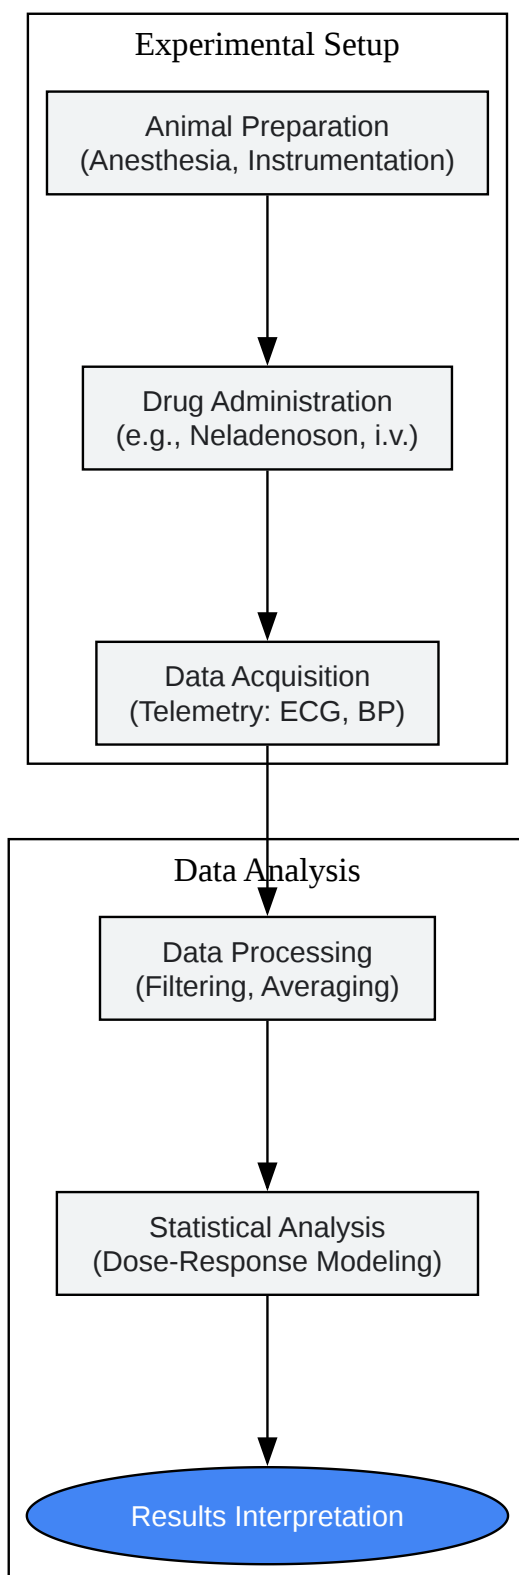 Experimental Setup
Animal Preparation
(Anesthesia, Instrumentation)
Drug Administration
(e.g., Neladenoson, i.v.)
Data Acquisition
(Telemetry: ECG, BP)
Data Analysis
Data Processing
(Filtering, Averaging)
Statistical Analysis
(Dose-Response Modeling)
Results Interpretation